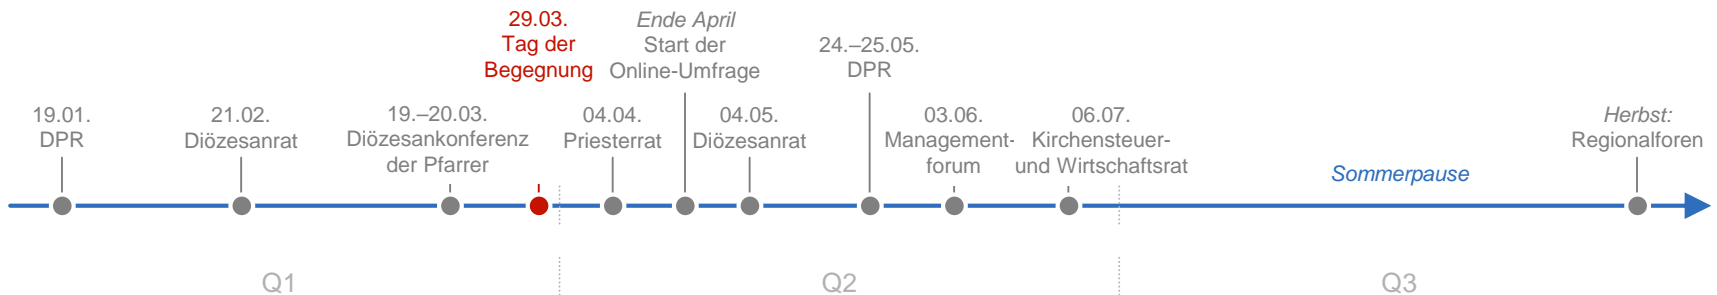 19.01.
DPR
21.02.
Diözesanrat
19.–20.03.
Diözesankonferenz
der Pfarrer
29.03.
Tag der
Begegnung
04.04.
Priesterrat
Ende April
Start der
Online-Umfrage
04.05.
Diözesanrat
24.–25.05.
DPR
03.06.
Management-
forum
06.07.
Kirchensteuer-
und Wirtschaftsrat
Sommerpause
Herbst:
Regionalforen
Q1
Q2
Q3